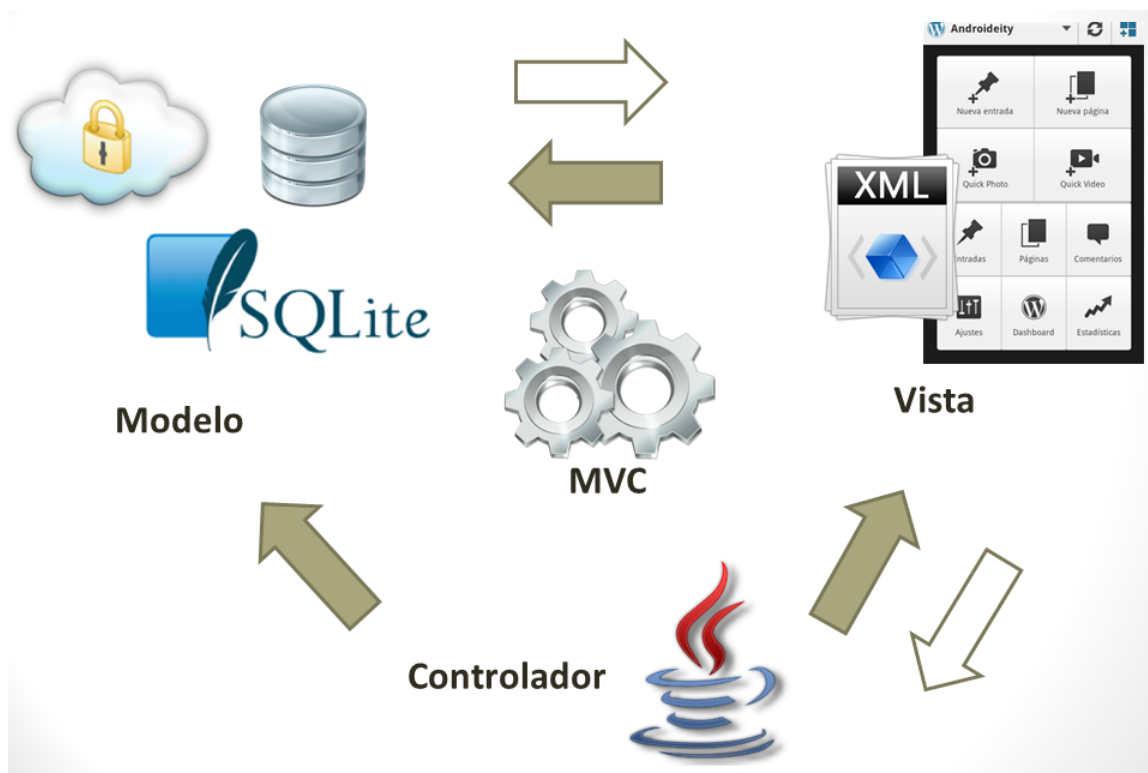 Androideity
Nueva entrada
Nueva página
Quick Photo
Quick Video
XML
Entradas
Páginas
Comentarios
Ajustes
Dashboard
Estadísticas
SQLite
Modelo
Vista
MVC
Controlador